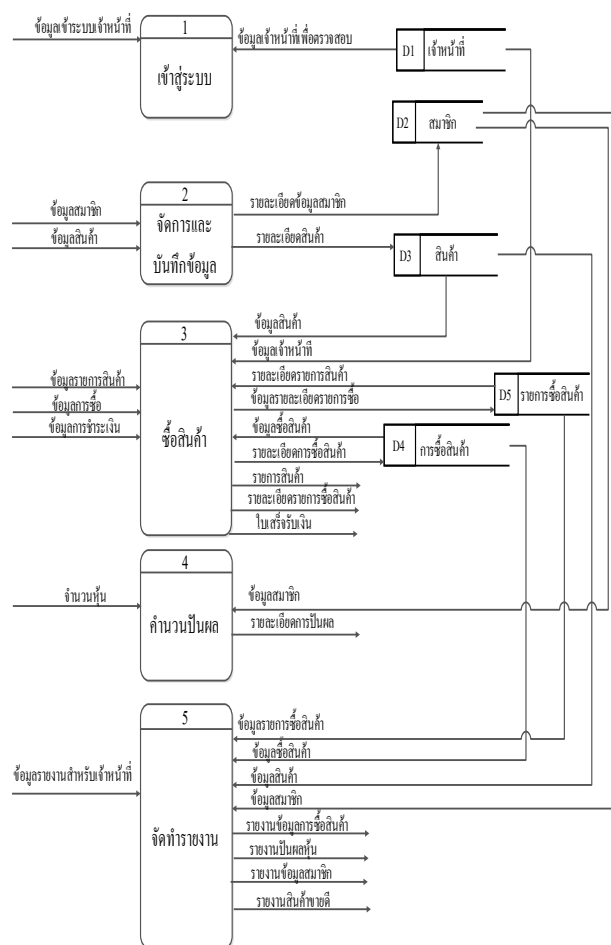 ข้อมูลเข้าระบบเจ้าหน้าที่
1
เข้าสู่ระบบ
ข้อมูลเจ้าหน้าที่เพื่อตรวจสอบ
D1 เจ้าหน้าที่
D2 สมาชิก
ข้อมูลสมาชิก
ข้อมูลสินค้า
2
จัดการและ
บันทึกข้อมูล
รายละเอียดข้อมูลสมาชิก
รายละเอียดสินค้า
D3 สินค้า
ข้อมูลรายการสินค้า
ข้อมูลการซื้อ
ข้อมูลการชำระเงิน
3
ซื้อสินค้า
ข้อมูลสินค้า
ข้อมูลเจ้าหน้าที่
รายละเอียดรายการสินค้า
ข้อมูลรายละเอียดรายการซื้อ
D5 รายการซื้อสินค้า
ข้อมูลซื้อสินค้า
รายละเอียดการซื้อสินค้า
D4 การซื้อสินค้า
รายการสินค้า
รายละเอียดรายการซื้อสินค้า
ใบเสร็จรับเงิน
จำนวนหุ้น
4
คำนวนปันผล
ข้อมูลสมาชิก
รายละเอียดการปันผล
ข้อมูลรายงานสำหรับเจ้าหน้าที่
5
จัดทำรายงาน
ข้อมูลรายการซื้อสินค้า
ข้อมูลซื้อสินค้า
ข้อมูลสินค้า
ข้อมูลสมาชิก
รายงานข้อมูลการซื้อสินค้า
รายงานปันผลหุ้น
รายงานข้อมูลสมาชิก
รายงานสินค้าขายดี